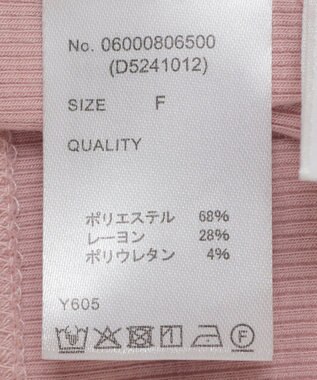 No. 06000806500
(D5241012)
SIZE F
QUALITY
ポリエステル 68%
レーヨン 28%
ポリウレタン 4%
Y605
F